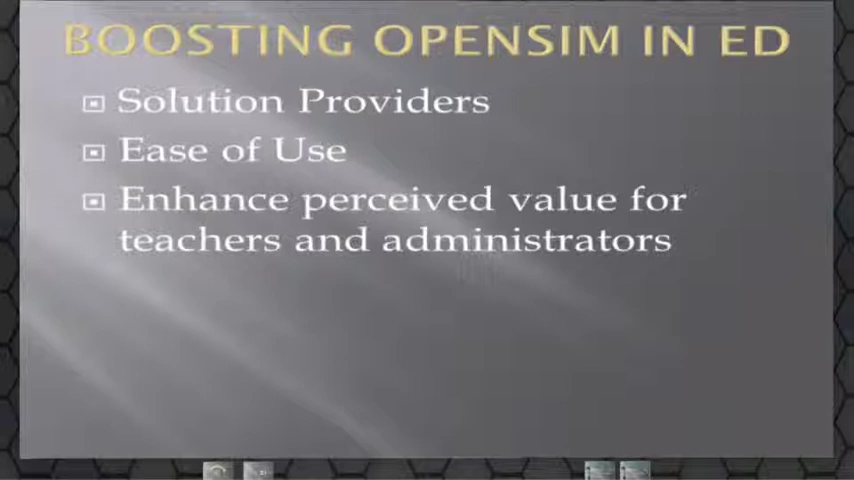 BOOSTING OPENSIM IN ED
Solution Providers
Ease of Use
Enhance perceived value for
teachers and administrators